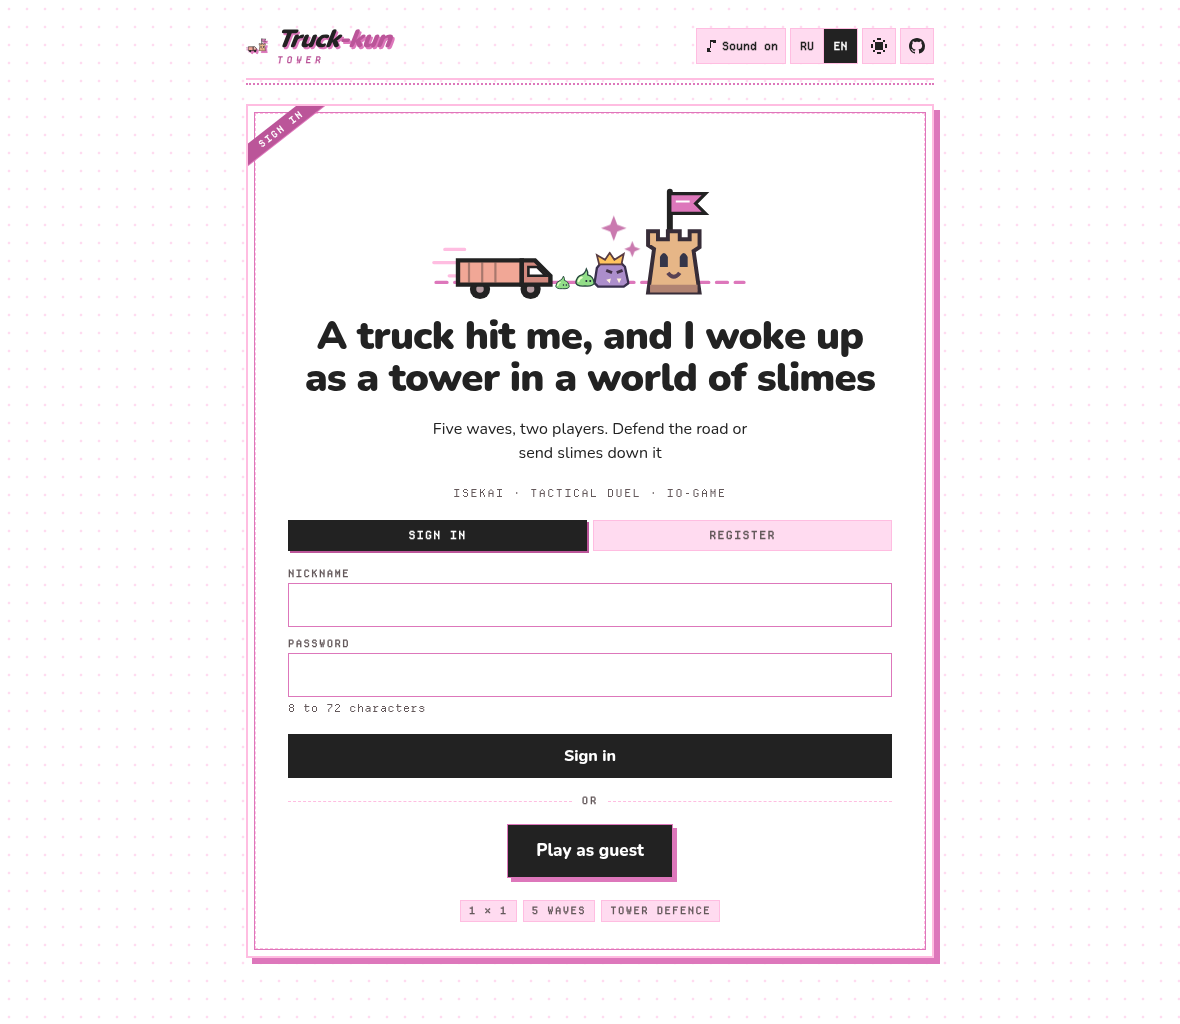 Truck-kun
TOWER
Sound on
RU
EN
SIGN IN
A truck hit me, and I woke up
as a tower in a world of slimes
Five waves, two players. Defend the road or
send slimes down it
ISEKAI · TACTICAL DUEL · IO-GAME
SIGN IN
REGISTER
NICKNAME
PASSWORD
8 to 72 characters
Sign in
OR
Play as guest
1 × 1
5 WAVES
TOWER DEFENCE